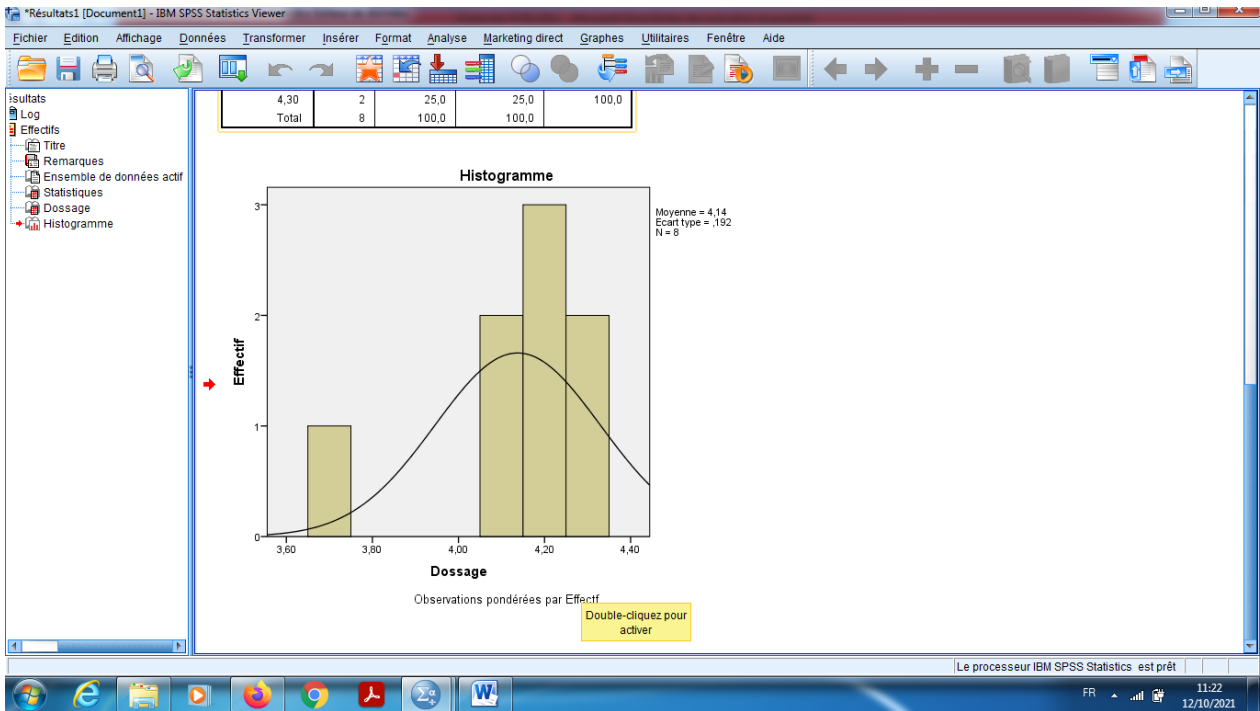 *Résultats1 [Document1] - IBM SPSS Statistics Viewer
Fichier Edition Affichage Données Transformer Insérer Format Analyse Marketing direct Graphes Utilitaires Fenêtre Aide
ésultats
Log
Effectifs
Titre
Remarques
Ensemble de données actif
Statistiques
Dossage
Histogramme
4,30 2 25,0 25,0 100,0
Total 8 100,0 100,0
Histogramme
Moyenne = 4,14
Ecart type = ,192
N = 8
Effectif
3
2
1
0
3,60 3,80 4,00 4,20 4,40
Dossage
Observations pondérées par Effectf
Double-cliquez pour
activer
Le processeur IBM SPSS Statistics est prêt
FR
11:22
12/10/2021